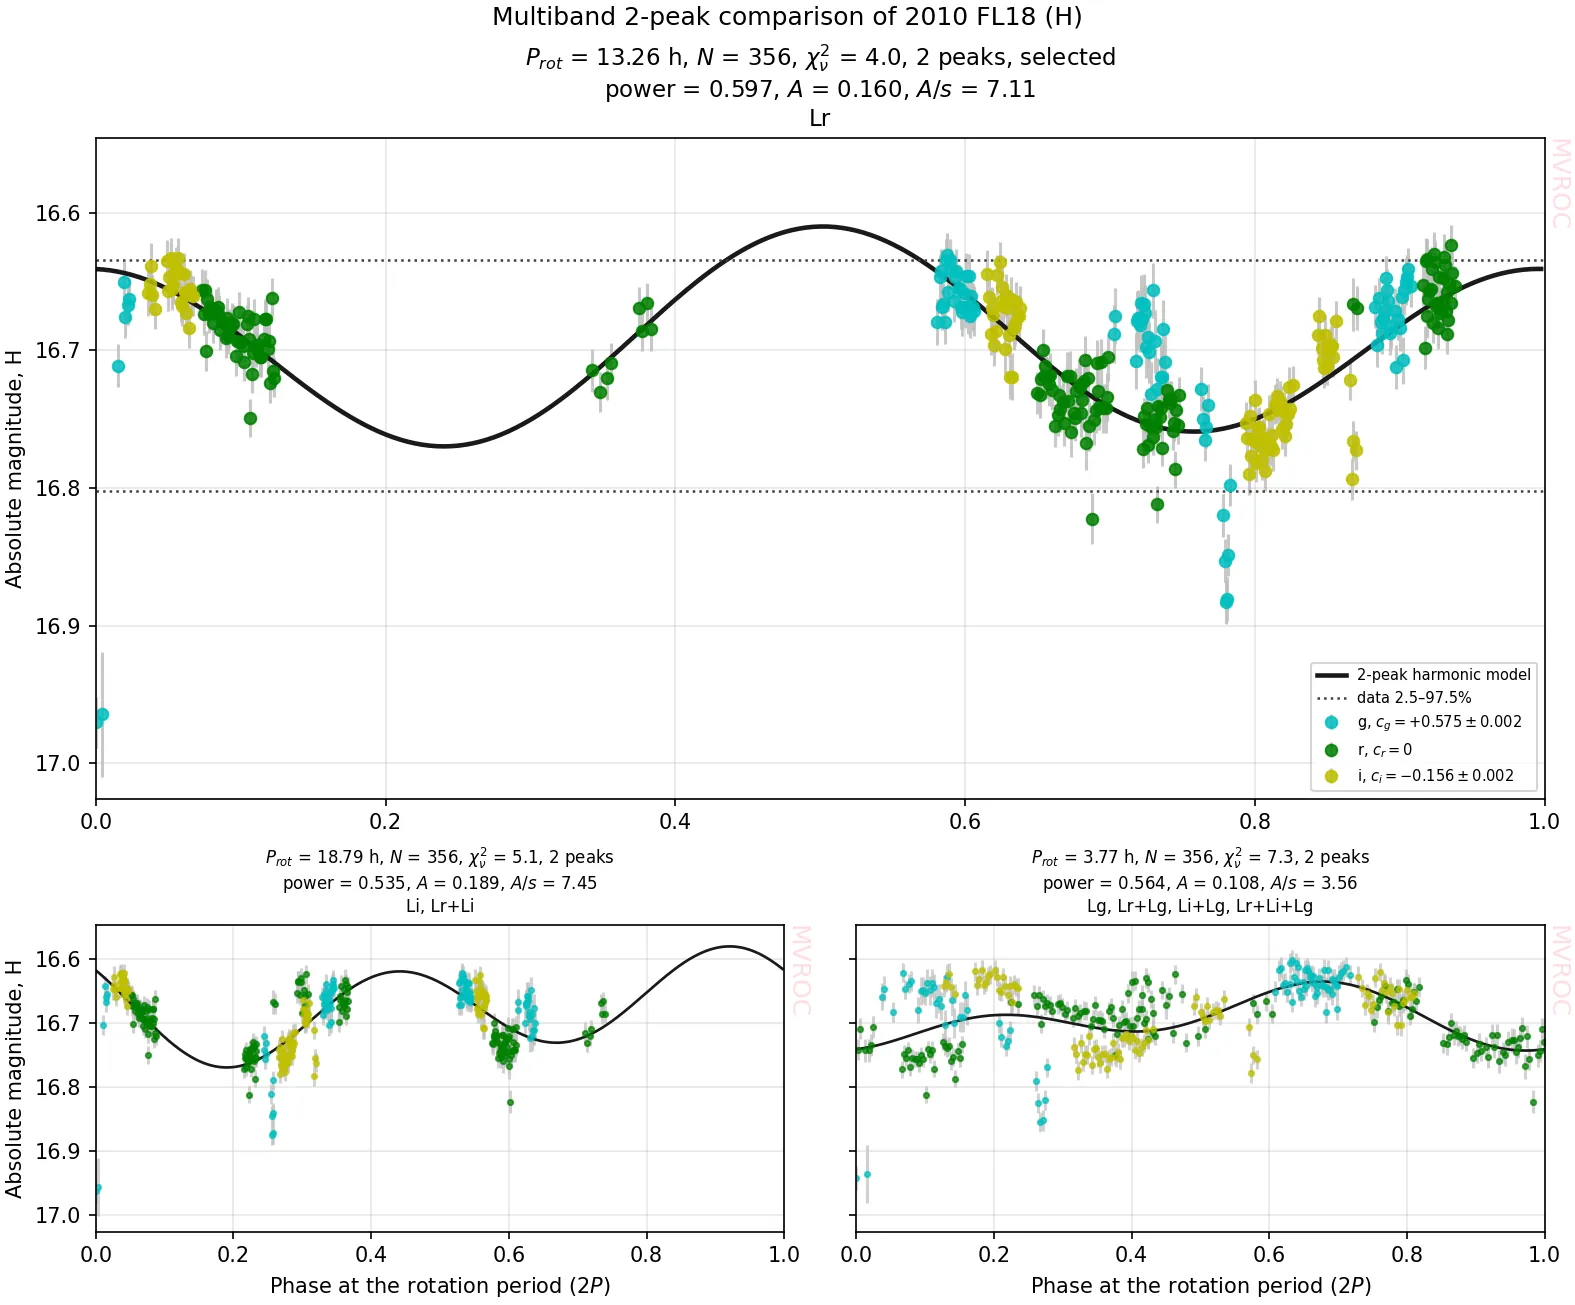 Multiband 2-peak comparison of 2010 FL18 (H)
P_rot = 13.26 h, N = 356, χ²_ν = 4.0, 2 peaks, selected
power = 0.597, A = 0.160, A/s = 7.11
Lr
MVROC
Absolute magnitude, H
16.6
16.7
16.8
16.9
17.0
2-peak harmonic model
data 2.5–97.5%
g, c_g = +0.575 ± 0.002
r, c_r = 0
i, c_i = −0.156 ± 0.002
0.0 0.2 0.4 0.6 0.8 1.0
P_rot = 18.79 h, N = 356, χ²_ν = 5.1, 2 peaks
power = 0.535, A = 0.189, A/s = 7.45
Li, Lr+Li
MVROC
Absolute magnitude, H
16.6
16.7
16.8
16.9
17.0
0.0 0.2 0.4 0.6 0.8 1.0
Phase at the rotation period (2P)
P_rot = 3.77 h, N = 356, χ²_ν = 7.3, 2 peaks
power = 0.564, A = 0.108, A/s = 3.56
Lg, Lr+Lg, Li+Lg, Lr+Li+Lg
MVROC
0.0 0.2 0.4 0.6 0.8 1.0
Phase at the rotation period (2P)